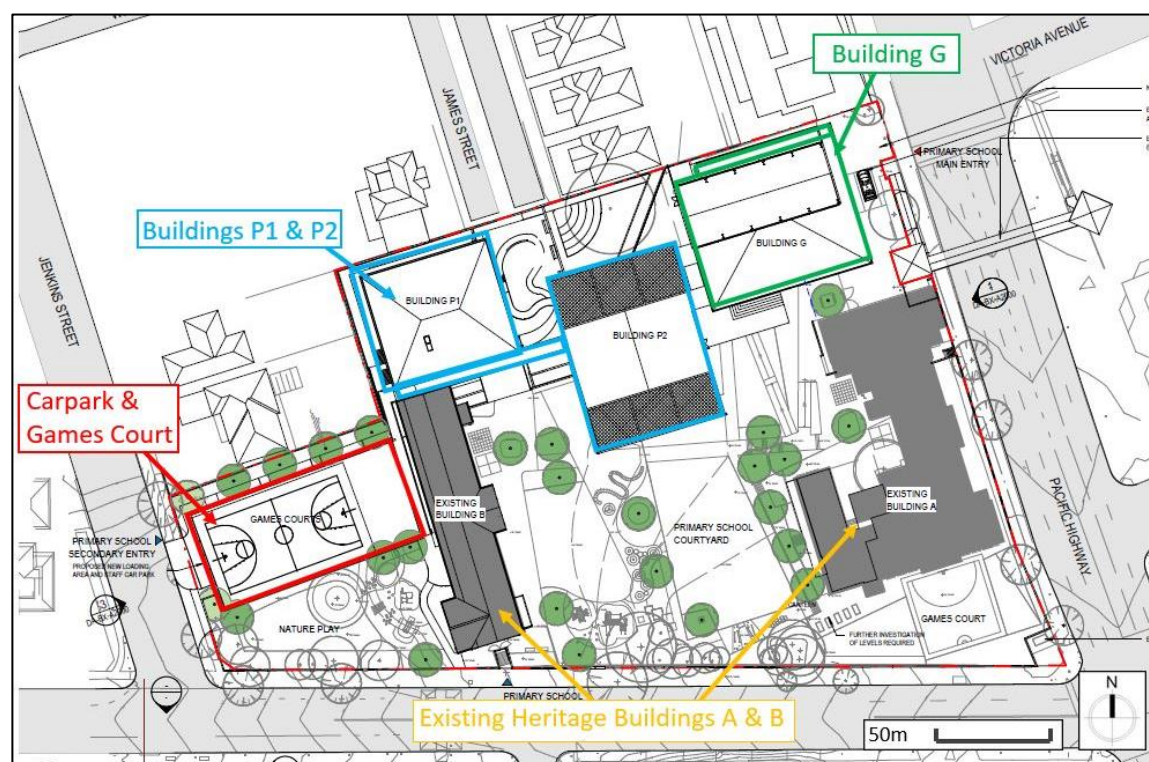 VICTORIA AVENUE
Building G
JAMES STREET
PRIMARY SCHOOL
MAIN ENTRY
Buildings P1 & P2
BUILDING G
JENKINS STREET
BUILDING P1
BUILDING P2
Carpark &
Games Court
GAMES COURTS
EXISTING
BUILDING B
EXISTING
BUILDING A
PRIMARY SCHOOL
COURTYARD
PACIFIC HIGHWAY
PRIMARY SCHOOL
SECONDARY ENTRY
PROPOSED NEW LOADING
AREA AND STAFF CAR PARK
NATURE PLAY
CANTEEN
GAMES COURT
FURTHER INVESTIGATION
OF LEVELS REQUIRED
PRIMARY SCHOOL
Existing Heritage Buildings A & B
N
50m